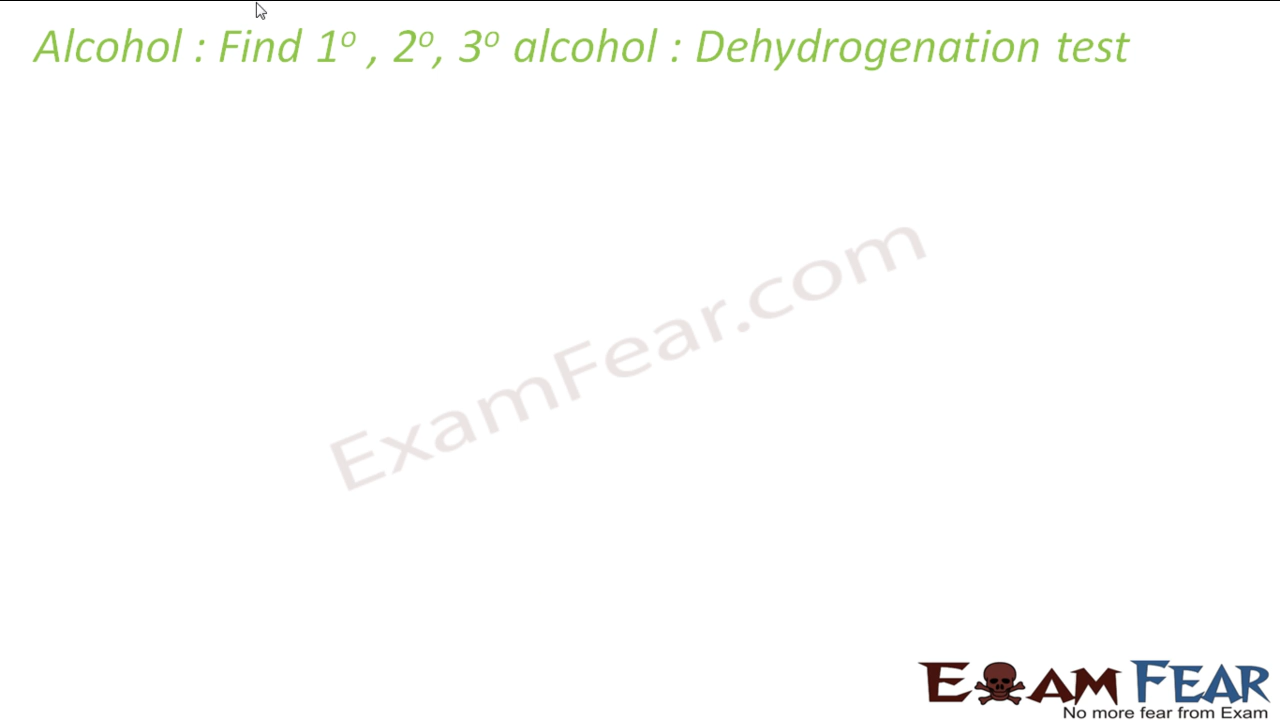 Alcohol : Find 1º , 2º, 3º alcohol : Dehydrogenation test
ExamFear.com
EXAM FEAR
No more fear from Exam